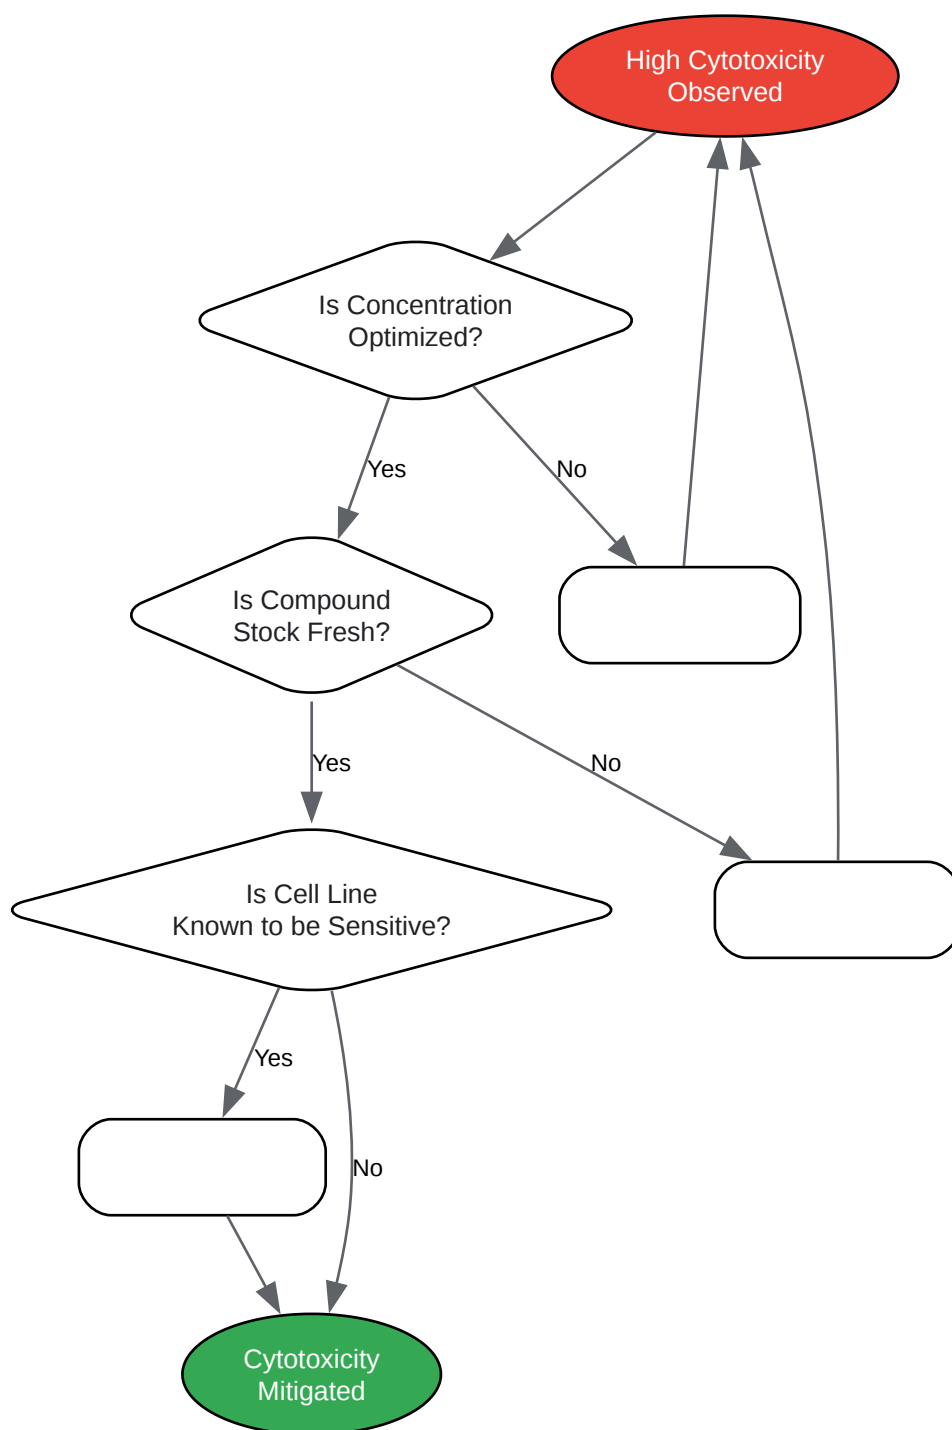 High Cytotoxicity
Observed
Is Concentration
Optimized?
Yes
No
Is Compound
Stock Fresh?
Yes
No
Is Cell Line
Known to be Sensitive?
Yes
No
Cytotoxicity
Mitigated